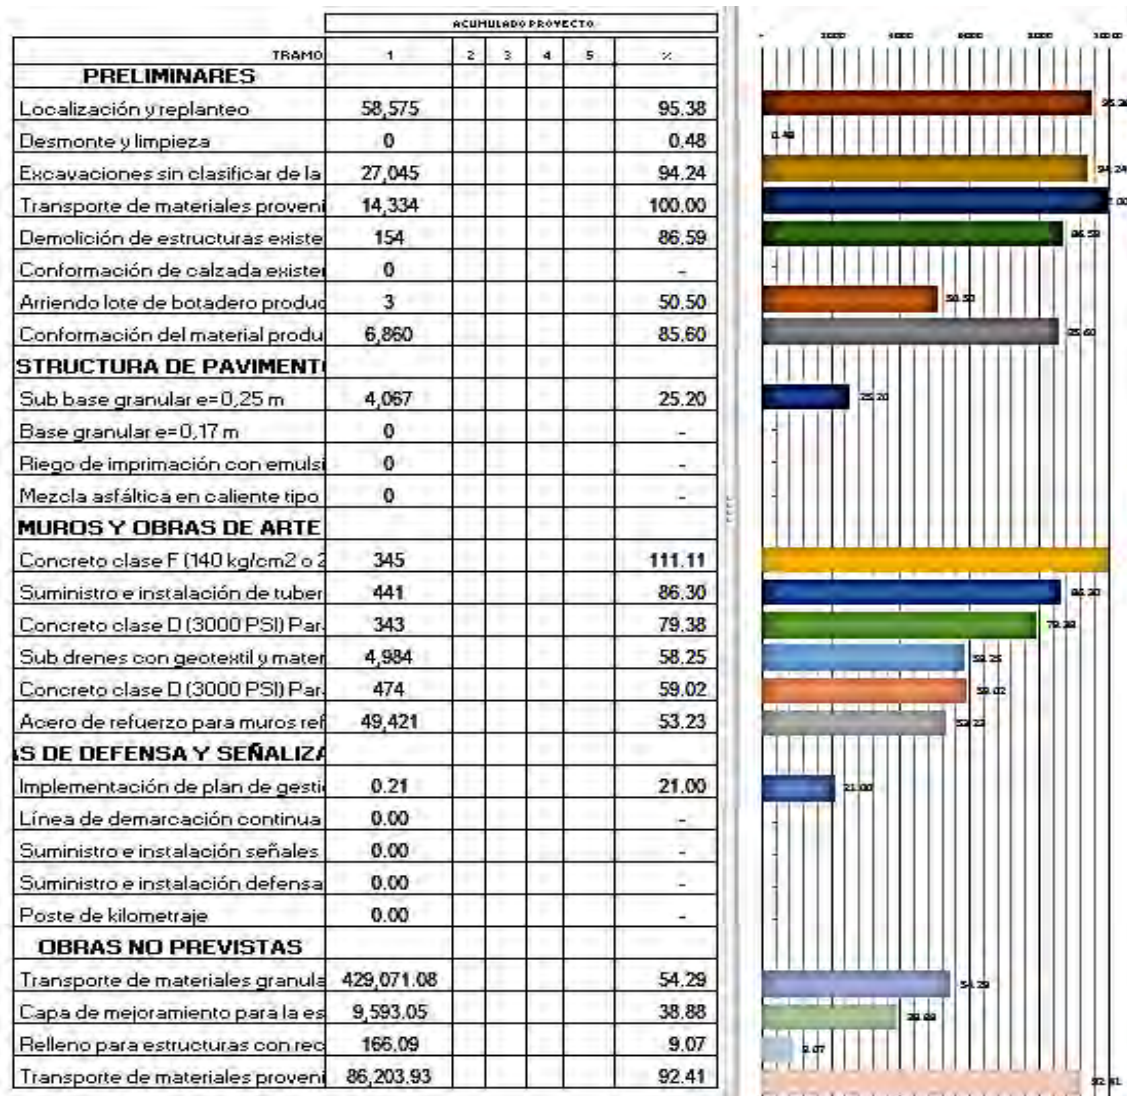 ACUMULADO PROYECTO
TRAMO 1 2 3 4 5 %
PRELIMINARES
Localización y replanteo 58,575 95.38
Desmonte y limpieza 0 0.48
Excavaciones sin clasificar de la 27,045 94.24
Transporte de materiales proveni 14,334 100.00
Demolición de estructuras existe 154 86.59
Conformación de calzada existe 0 -
Arriendo lote de botadero produc 3 50.50
Conformación del material produ 6,860 85.60
STRUCTURA DE PAVIMENT
Sub base granular e=0,25 m 4,067 25.20
Base granular e=0,17 m 0 -
Riego de imprimación con emulsi 0 -
Mezcla asfáltica en caliente tipo 0 -
MUROS Y OBRAS DE ARTE
Concreto clase F (140 kg/cm2 o 2 345 111.11
Suministro e instalación de tuber 441 86.30
Concreto clase D (3000 PSI) Par 343 79.38
Sub drenes con geotextil y mater 4,984 58.25
Concreto clase D (3000 PSI) Par 474 59.02
Acero de refuerzo para muros ref 49,421 53.23
AS DE DEFENSA Y SEÑALIZA
Implementación de plan de gesti 0.21 21.00
Línea de demarcación continua 0.00 -
Suministro e instalación señales 0.00 -
Suministro e instalación defensa 0.00 -
Poste de kilometraje 0.00 -
OBRAS NO PREVISTAS
Transporte de materiales granula 429,071.08 54.29
Capa de mejoramiento para la es 9,593.05 38.88
Relleno para estructuras con rec 166.09 9.07
Transporte de materiales proveni 86,203.93 92.41
0.48
94.24
50.50
25.20
86.30
79.38
58.25
59.02
53.23
21.00
54.29
38.88
9.07
92.41